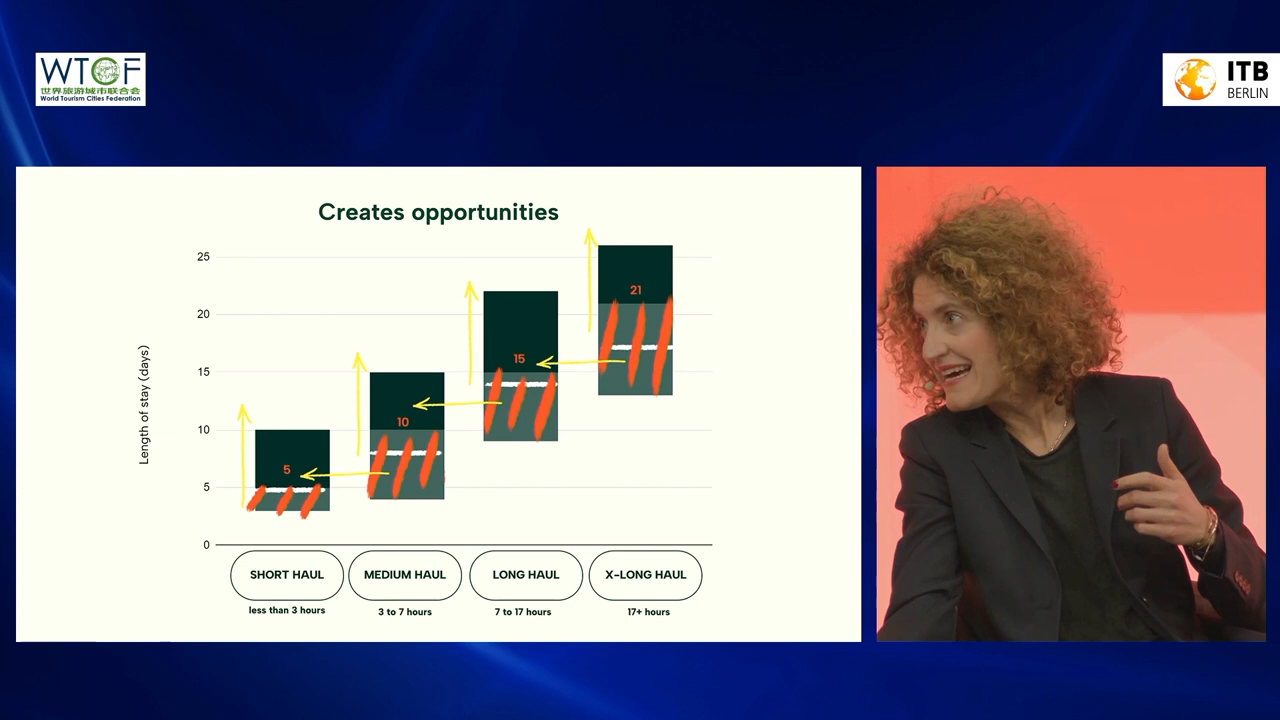 WTCF
世界旅游城市联合会
World Tourism Cities Federation
ITB
BERLIN
Creates opportunities
Length of stay (days)
25
20
15
10
5
0
5
10
15
21
SHORT HAUL
MEDIUM HAUL
LONG HAUL
X-LONG HAUL
less than 3 hours
3 to 7 hours
7 to 17 hours
17+ hours